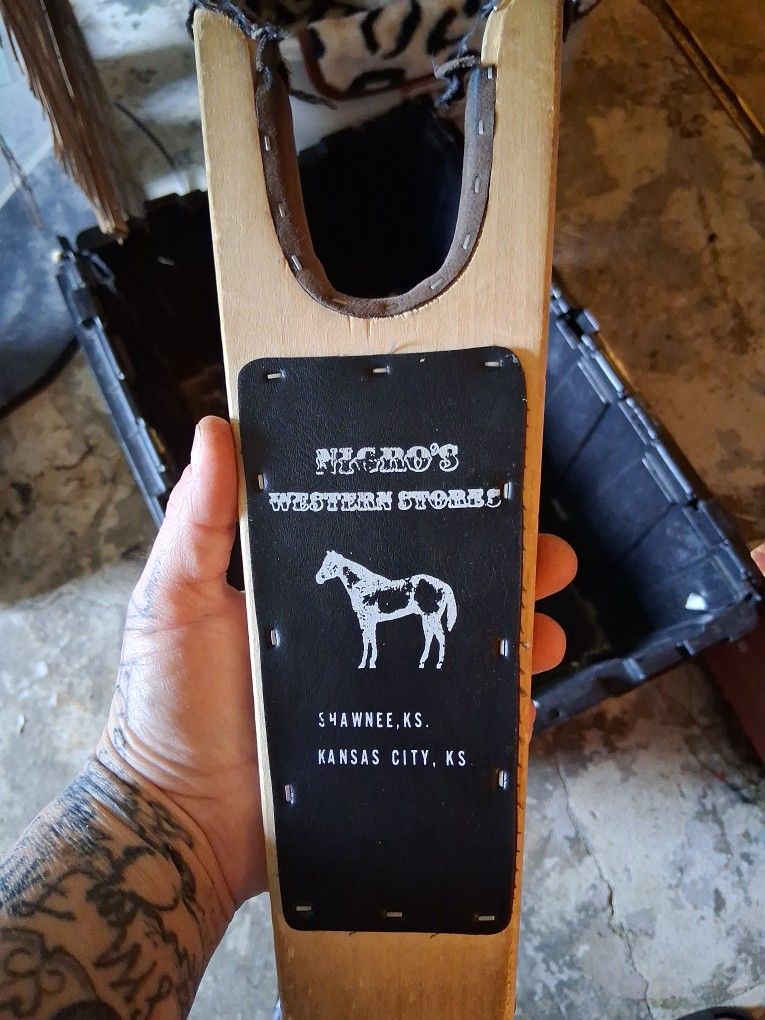 NIGRO'S
WESTERN STORES
SHAWNEE, KS.
KANSAS CITY, KS